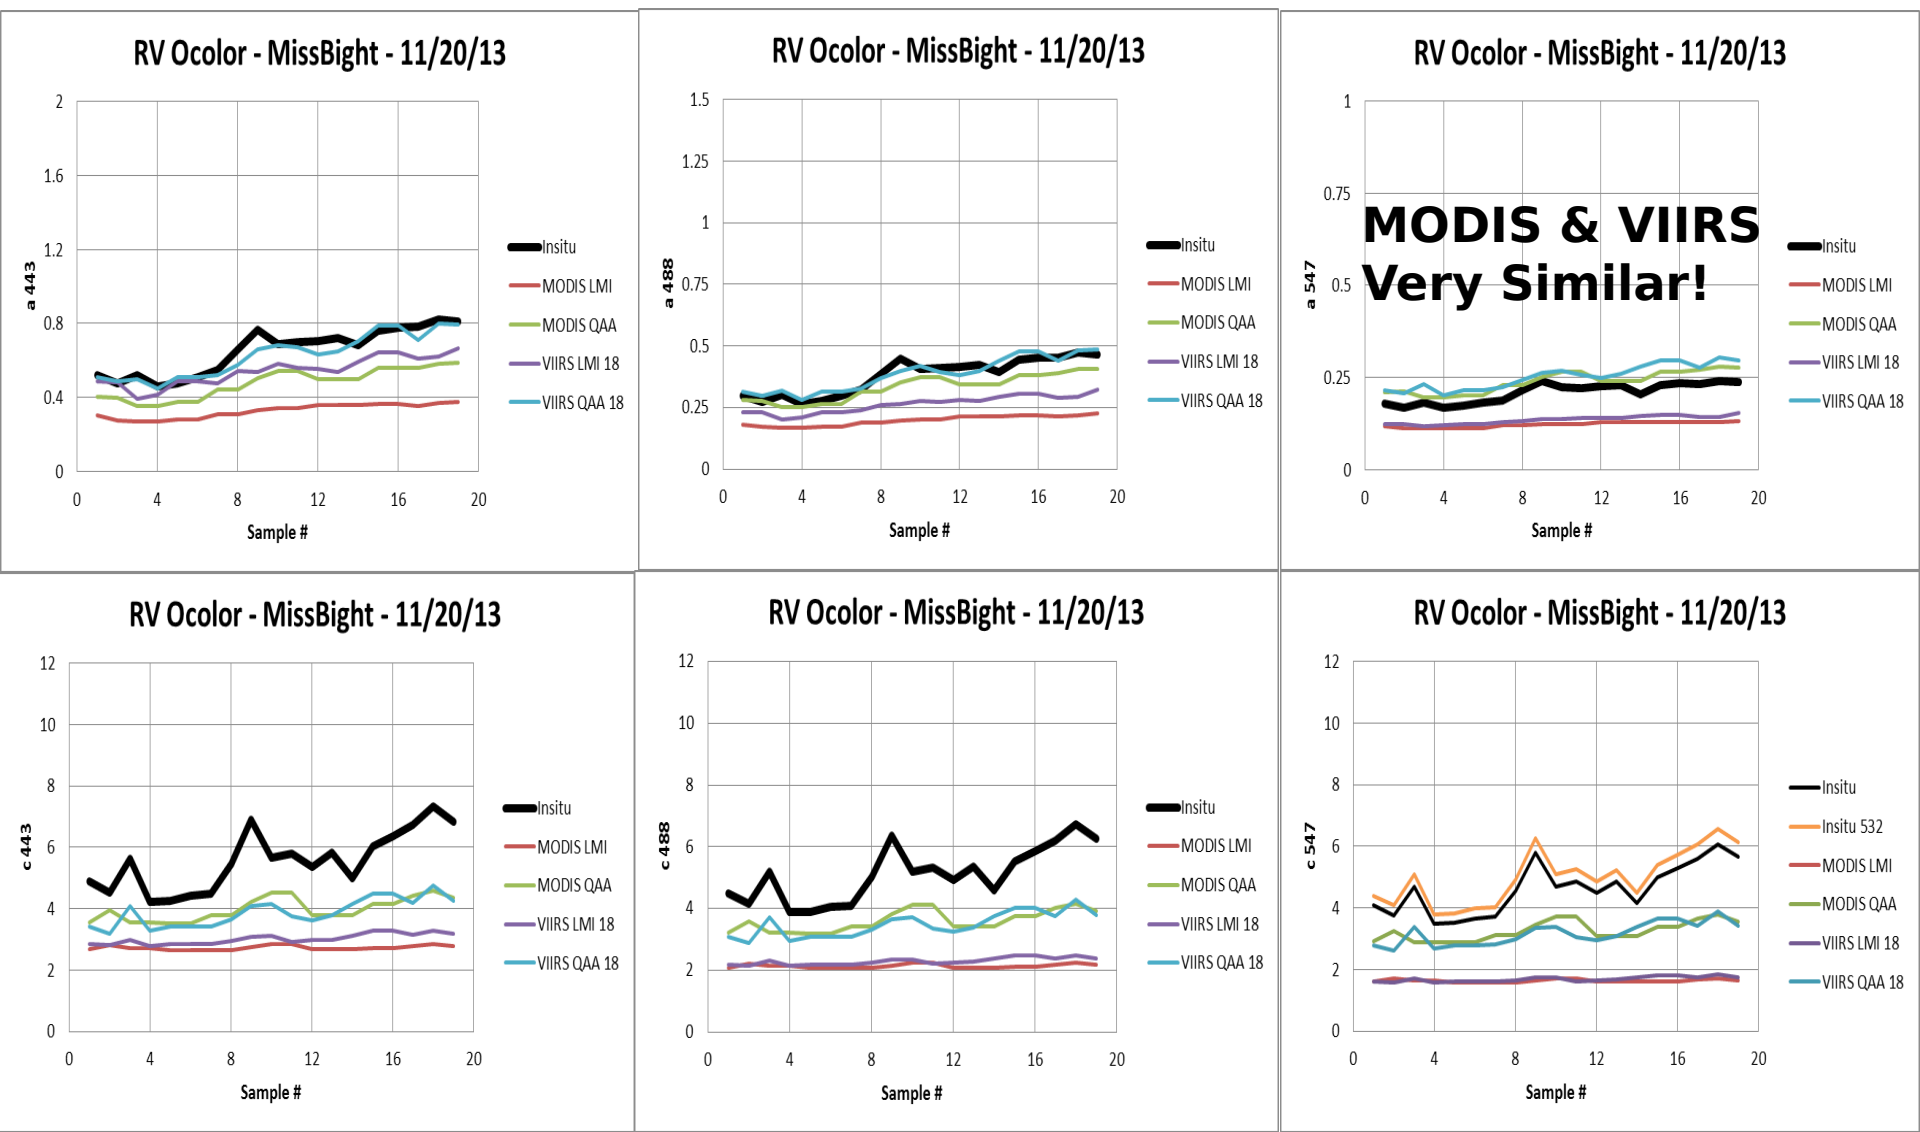 RV Ocolor - MissBight - 11/20/13
2
1.6
1.2
0.8
0.4
0
a 443
0 4 8 12 16 20
Sample #
Insitu
MODIS LMI
MODIS QAA
VIIRS LMI 18
VIIRS QAA 18
RV Ocolor - MissBight - 11/20/13
1.5
1.25
1
0.75
0.5
0.25
0
a 488
0 4 8 12 16 20
Sample #
Insitu
MODIS LMI
MODIS QAA
VIIRS LMI 18
VIIRS QAA 18
RV Ocolor - MissBight - 11/20/13
1
0.75
0.5
0.25
0
a 547
MODIS & VIIRS
Very Similar!
0 4 8 12 16 20
Sample #
Insitu
MODIS LMI
MODIS QAA
VIIRS LMI 18
VIIRS QAA 18
RV Ocolor - MissBight - 11/20/13
12
10
8
6
4
2
0
c 443
0 4 8 12 16 20
Sample #
Insitu
MODIS LMI
MODIS QAA
VIIRS LMI 18
VIIRS QAA 18
RV Ocolor - MissBight - 11/20/13
12
10
8
6
4
2
0
c 488
0 4 8 12 16 20
Sample #
Insitu
MODIS LMI
MODIS QAA
VIIRS LMI 18
VIIRS QAA 18
RV Ocolor - MissBight - 11/20/13
12
10
8
6
4
2
0
c 547
0 4 8 12 16 20
Sample #
Insitu
Insitu 532
MODIS LMI
MODIS QAA
VIIRS LMI 18
VIIRS QAA 18